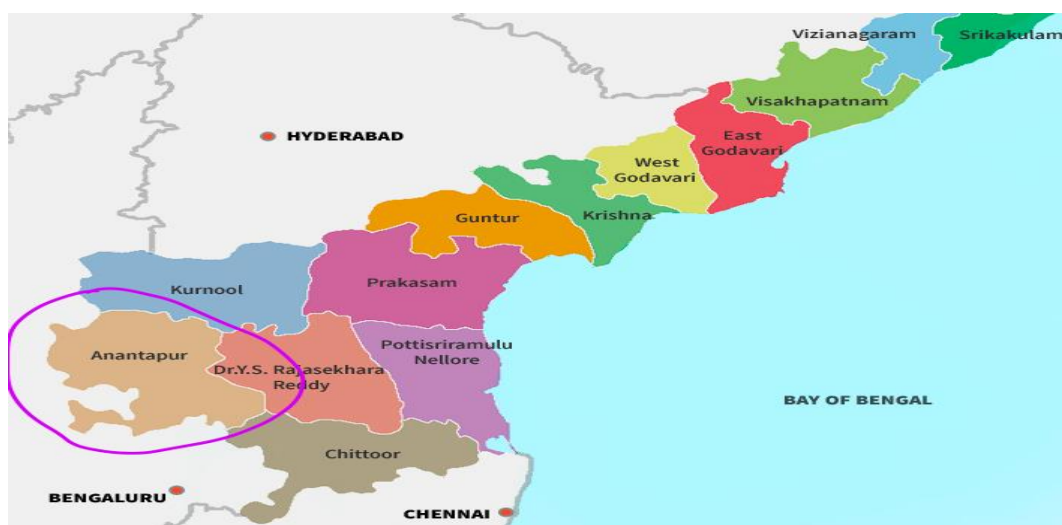 Vizianagaram
Srikakulam
Visakhapatnam
HYDERABAD
East
Godavari
West
Godavari
Krishna
Guntur
Kurnool
Prakasam
Anantapur
Pottisriramulu
Nellore
Dr.Y.S. Rajasekhara
Reddy
BAY OF BENGAL
Chittoor
BENGALURU
CHENNAI